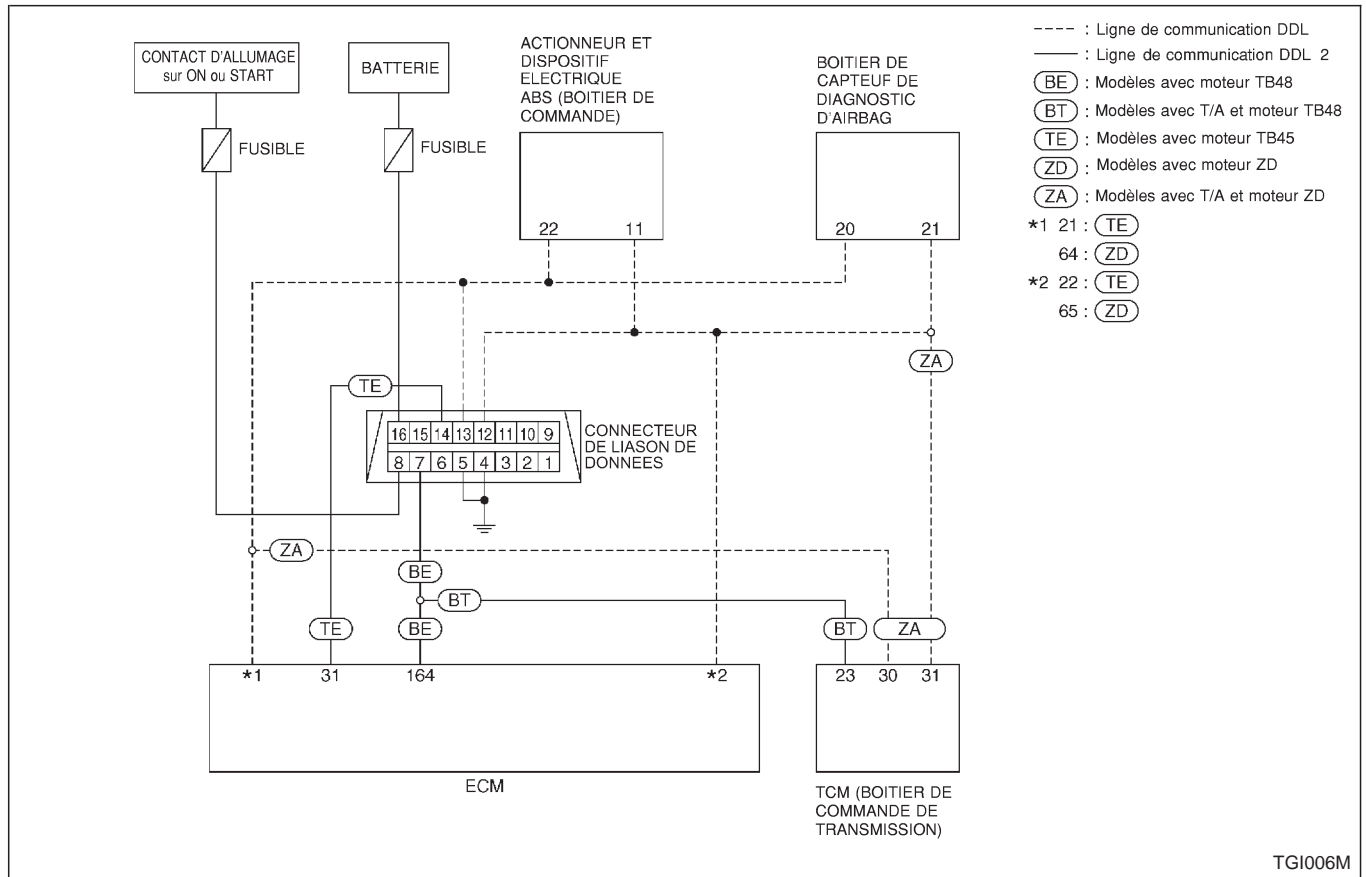 CONTACT D'ALLUMAGE
sur ON ou START
BATTERIE
FUSIBLE
FUSIBLE
ACTIONNEUR ET
DISPOSITIF
ELECTRIQUE
ABS (BOITIER DE
COMMANDE)
22 11
BOITIER DE
CAPTEUF DE
DIAGNOSTIC
D'AIRBAG
20 21
---- : Ligne de communication DDL
—— : Ligne de communication DDL 2
BE : Modèles avec moteur TB48
BT : Modèles avec T/A et moteur TB48
TE : Modèles avec moteur TB45
ZD : Modèles avec moteur ZD
ZA : Modèles avec T/A et moteur ZD
*1 21 : TE
64 : ZD
*2 22 : TE
65 : ZD
ZA
TE
16 15 14 13 12 11 10 9
8 7 6 5 4 3 2 1
CONNECTEUR
DE LIASON DE
DONNEES
ZA
BE
BT
TE
BE
BT
ZA
*1 31 164 *2
23 30 31
ECM
TCM (BOITIER DE
COMMANDE DE
TRANSMISSION)
TGI006M